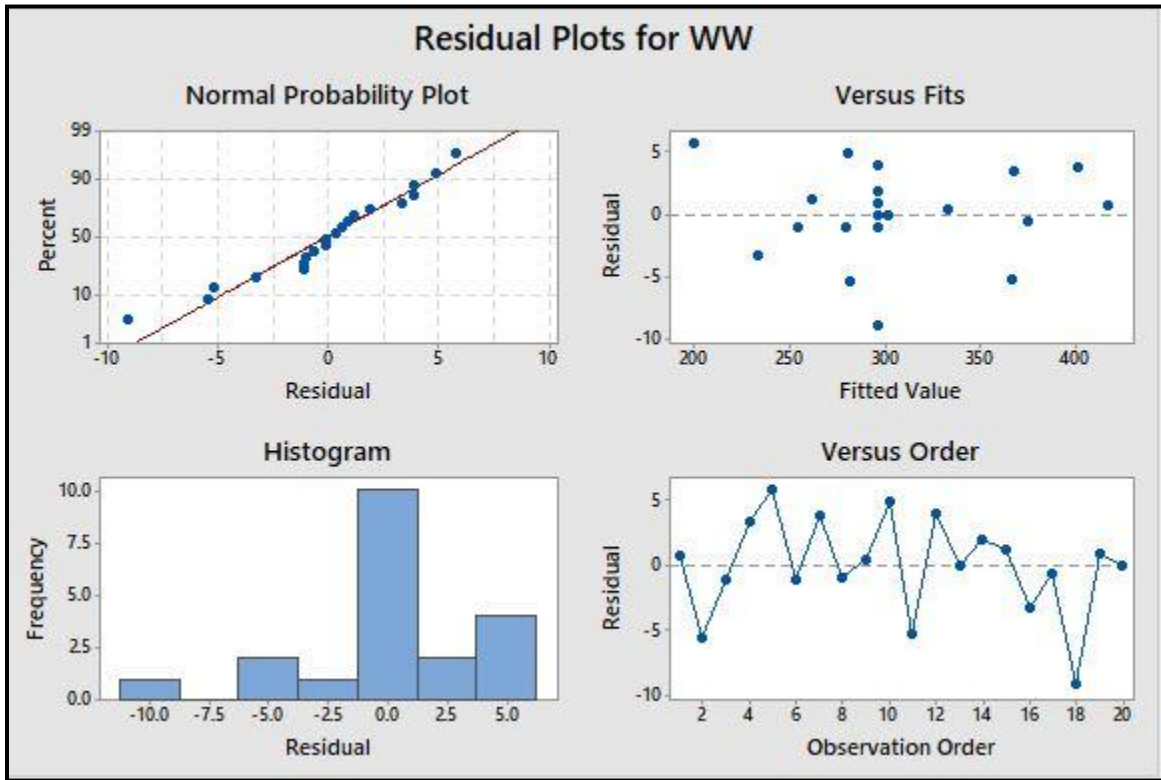 Residual Plots for WW
Normal Probability Plot
99
90
50
10
1
Percent
-10 -5 0 5 10
Residual
Versus Fits
5
0
-5
-10
Residual
200 250 300 350 400
Fitted Value
Histogram
10.0
7.5
5.0
2.5
0.0
Frequency
-10.0 -7.5 -5.0 -2.5 0.0 2.5 5.0
Residual
Versus Order
5
0
-5
-10
Residual
2 4 6 8 10 12 14 16 18 20
Observation Order